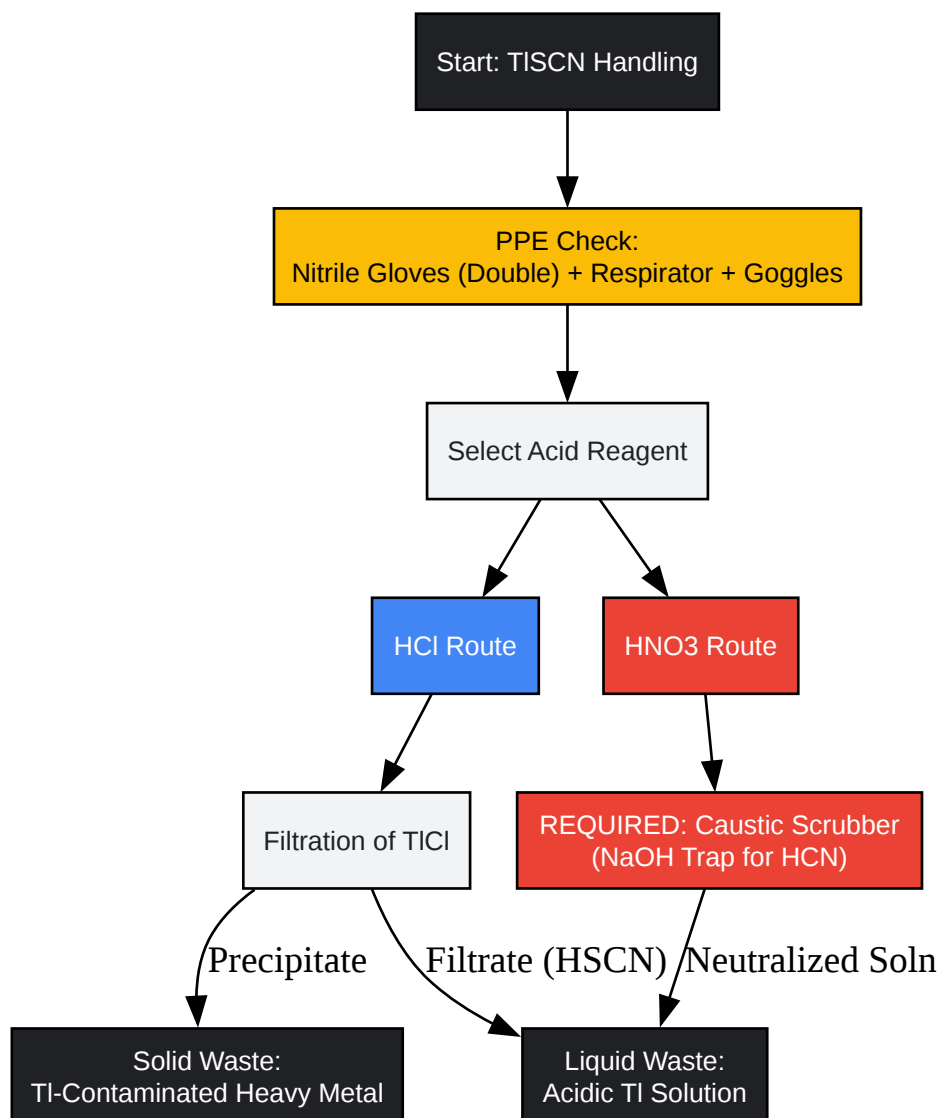 Start: TlSCN Handling
PPE Check:
Nitrile Gloves (Double) + Respirator + Goggles
Select Acid Reagent
HCl Route
HNO3 Route
Filtration of TlCl
REQUIRED: Caustic Scrubber
(NaOH Trap for HCN)
Precipitate
Filtrate (HSCN)
Neutralized Soln
Solid Waste:
Tl-Contaminated Heavy Metal
Liquid Waste:
Acidic Tl Solution